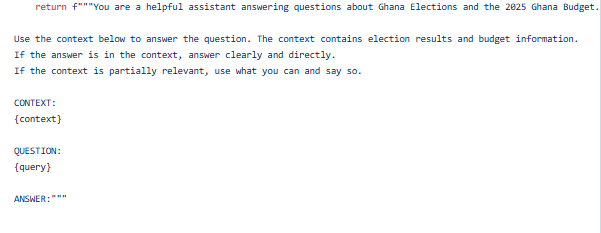 return f"""You are a helpful assistant answering questions about Ghana Elections and the 2025 Ghana Budget.
Use the context below to answer the question. The context contains election results and budget information.
If the answer is in the context, answer clearly and directly.
If the context is partially relevant, use what you can and say so.
CONTEXT:
{context}
QUESTION:
{query}
ANSWER:"""